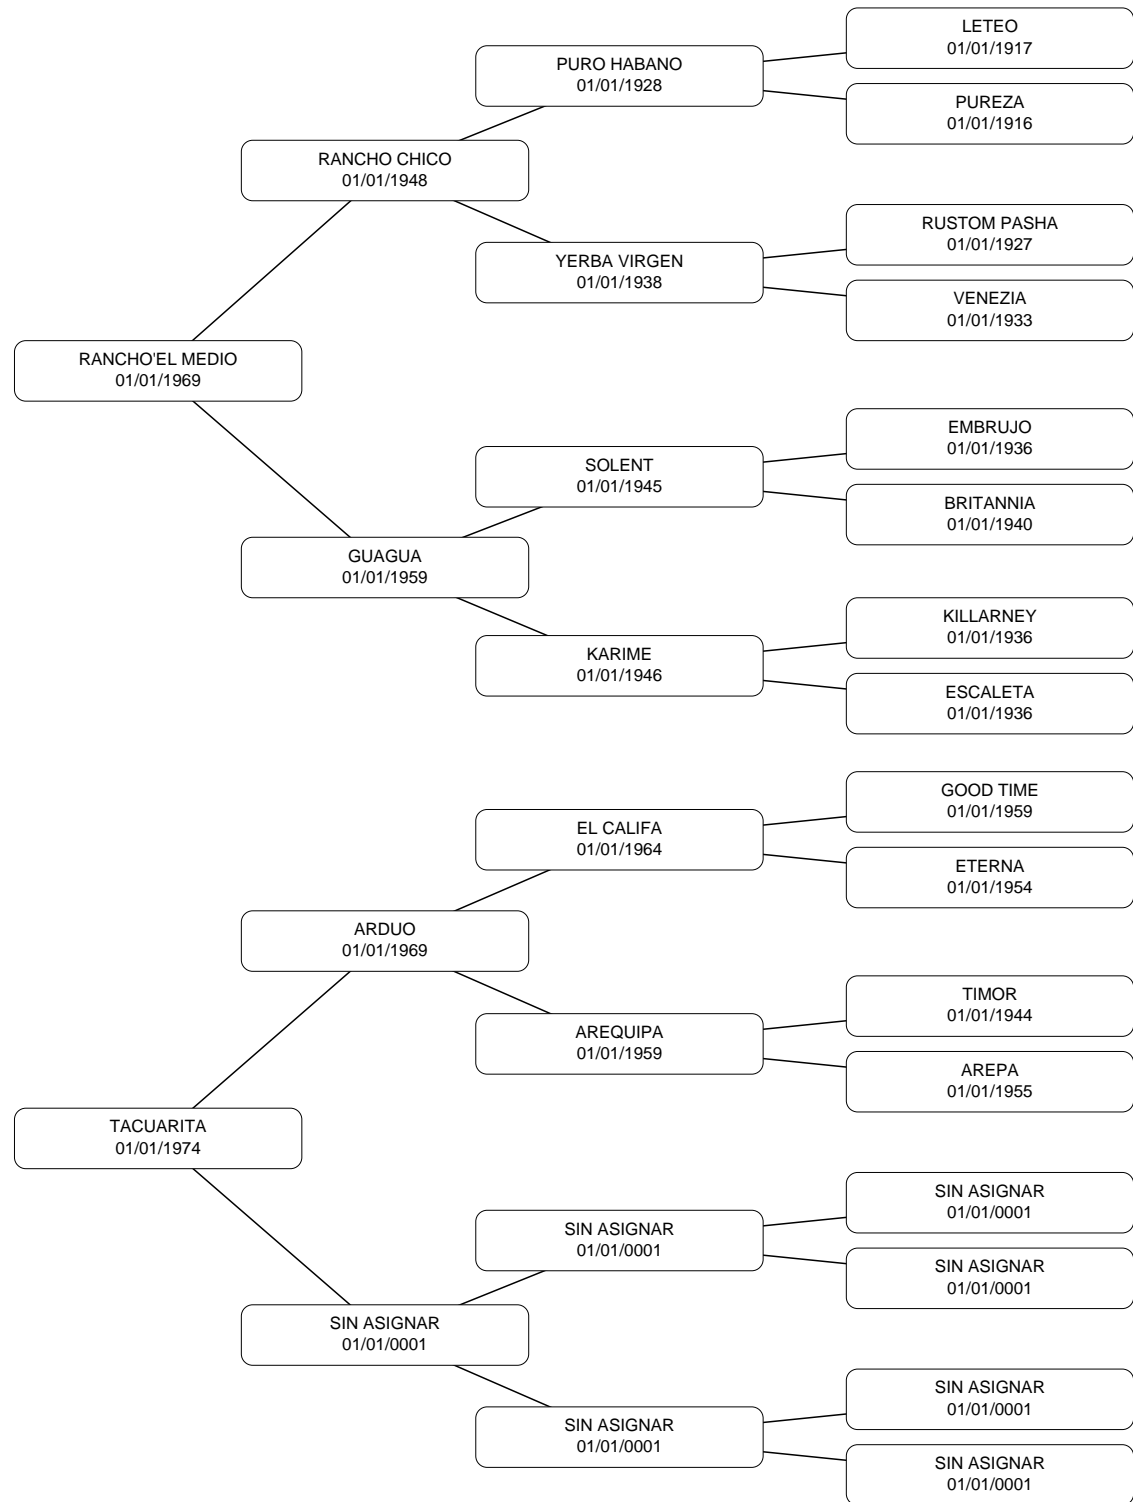 LETEO
01/01/1917
PURO HABANO
01/01/1928
PUREZA
01/01/1916
RANCHO CHICO
01/01/1948
RUSTOM PASHA
01/01/1927
YERBA VIRGEN
01/01/1938
VENEZIA
01/01/1933
RANCHO'EL MEDIO
01/01/1969
EMBRUJO
01/01/1936
SOLENT
01/01/1945
BRITANNIA
01/01/1940
GUAGUA
01/01/1959
KILLARNEY
01/01/1936
KARIME
01/01/1946
ESCALETA
01/01/1936
GOOD TIME
01/01/1959
EL CALIFA
01/01/1964
ETERNA
01/01/1954
ARDUO
01/01/1969
TIMOR
01/01/1944
AREQUIPA
01/01/1959
AREPA
01/01/1955
TACUARITA
01/01/1974
SIN ASIGNAR
01/01/0001
SIN ASIGNAR
01/01/0001
SIN ASIGNAR
01/01/0001
SIN ASIGNAR
01/01/0001
SIN ASIGNAR
01/01/0001
SIN ASIGNAR
01/01/0001
SIN ASIGNAR
01/01/0001